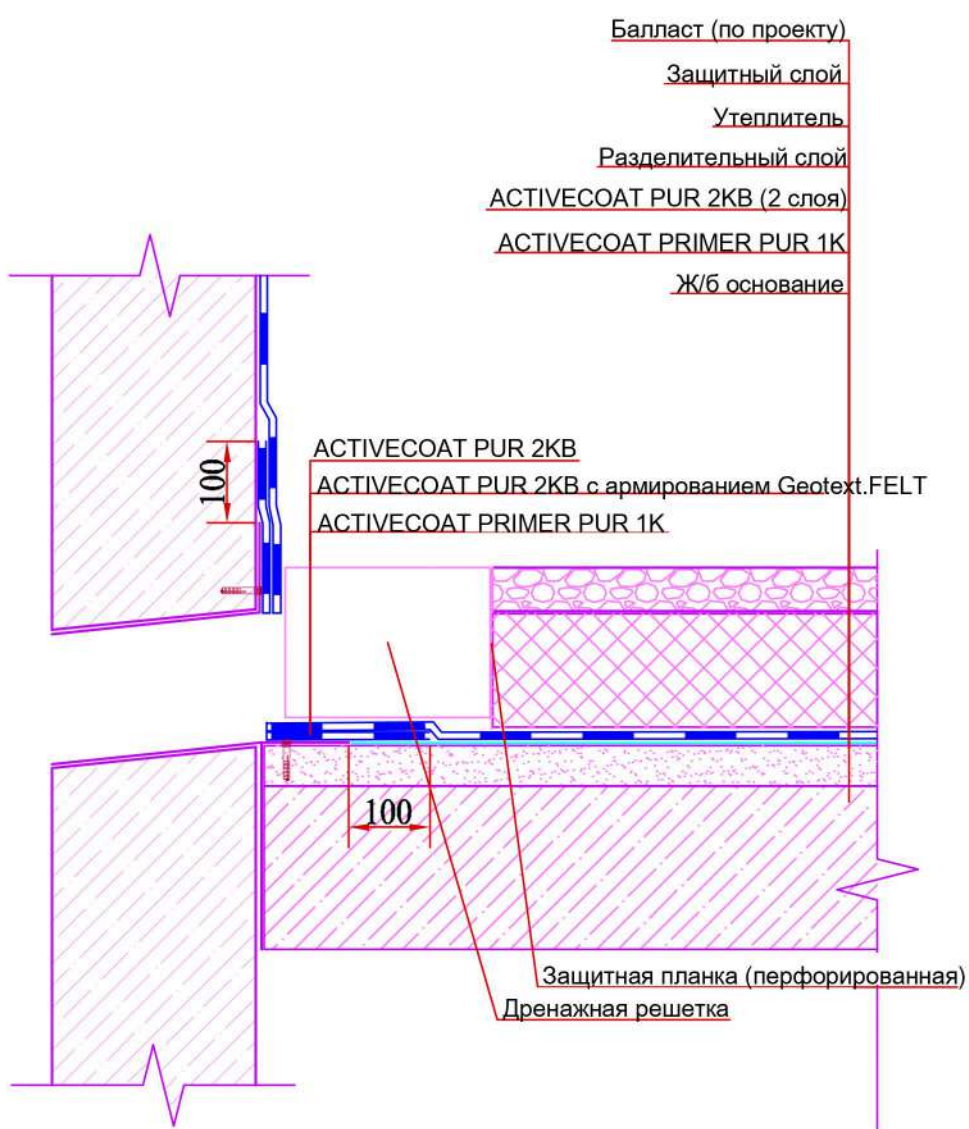 Балласт (по проекту)
Защитный слой
Утеплитель
Разделительный слой
ACTIVECOAT PUR 2KB (2 слоя)
ACTIVECOAT PRIMER PUR 1K
Ж/б основание
ACTIVECOAT PUR 2KB
ACTIVECOAT PUR 2KB с армированием Geotext.FELT
ACTIVECOAT PRIMER PUR 1K
100
100
Защитная планка (перфорированная)
Дренажная решетка